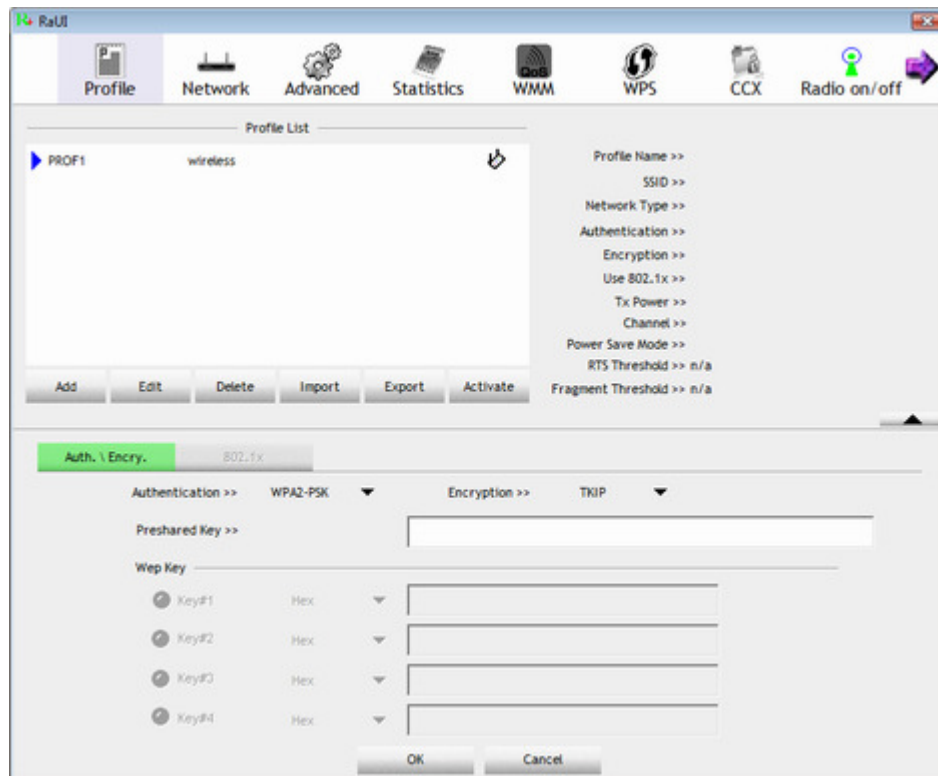 RaUI
Profile Network Advanced Statistics WMM WPS CCX Radio on/off
QoS
Profile List
PROF1 wireless
Profile Name >>
SSID >>
Network Type >>
Authentication >>
Encryption >>
Use 802.1x >>
Tx Power >>
Channel >>
Power Save Mode >>
RTS Threshold >> n/a
Fragment Threshold >> n/a
Add Edit Delete Import Export Activate
Auth. \ Encry. 802.1x
Authentication >> WPA2-PSK Encryption >> TKIP
Preshared Key >>
Wep Key
Key#1 Hex
Key#2 Hex
Key#3 Hex
Key#4 Hex
OK Cancel